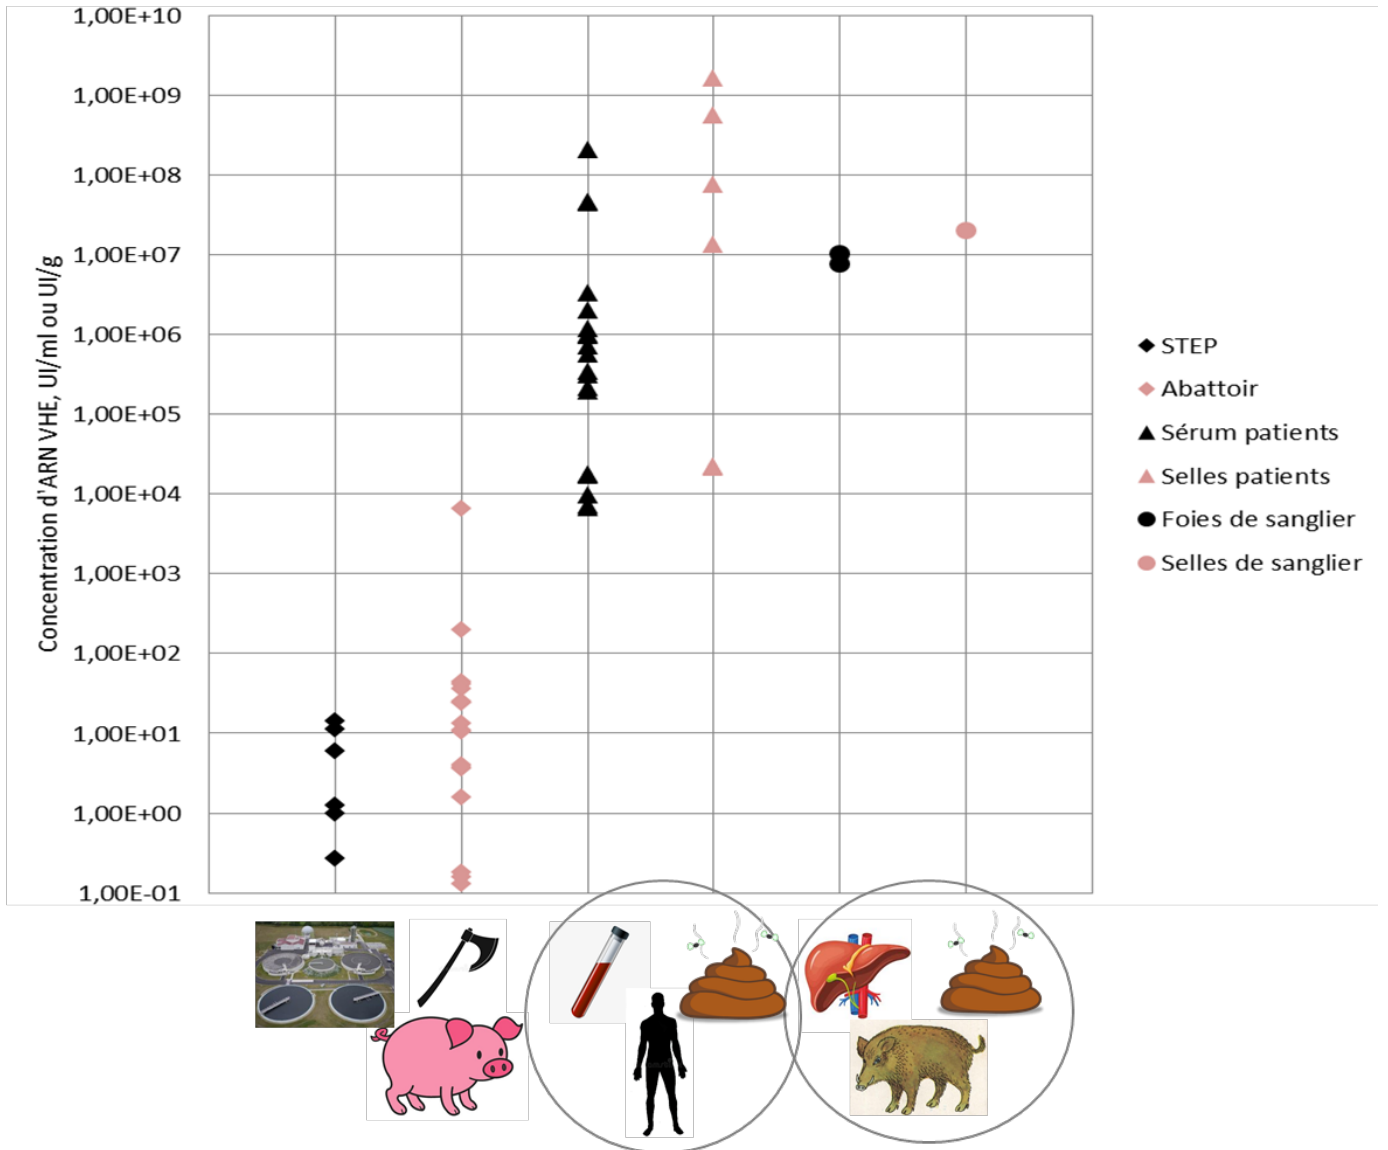 1,00E+10
1,00E+09
1,00E+08
1,00E+07
1,00E+06
1,00E+05
1,00E+04
1,00E+03
1,00E+02
1,00E+01
1,00E+00
1,00E-01
Concentration d'ARN VHE, UI/ml ou UI/g
STEP
Abattoir
Sérum patients
Selles patients
Foies de sanglier
Selles de sanglier